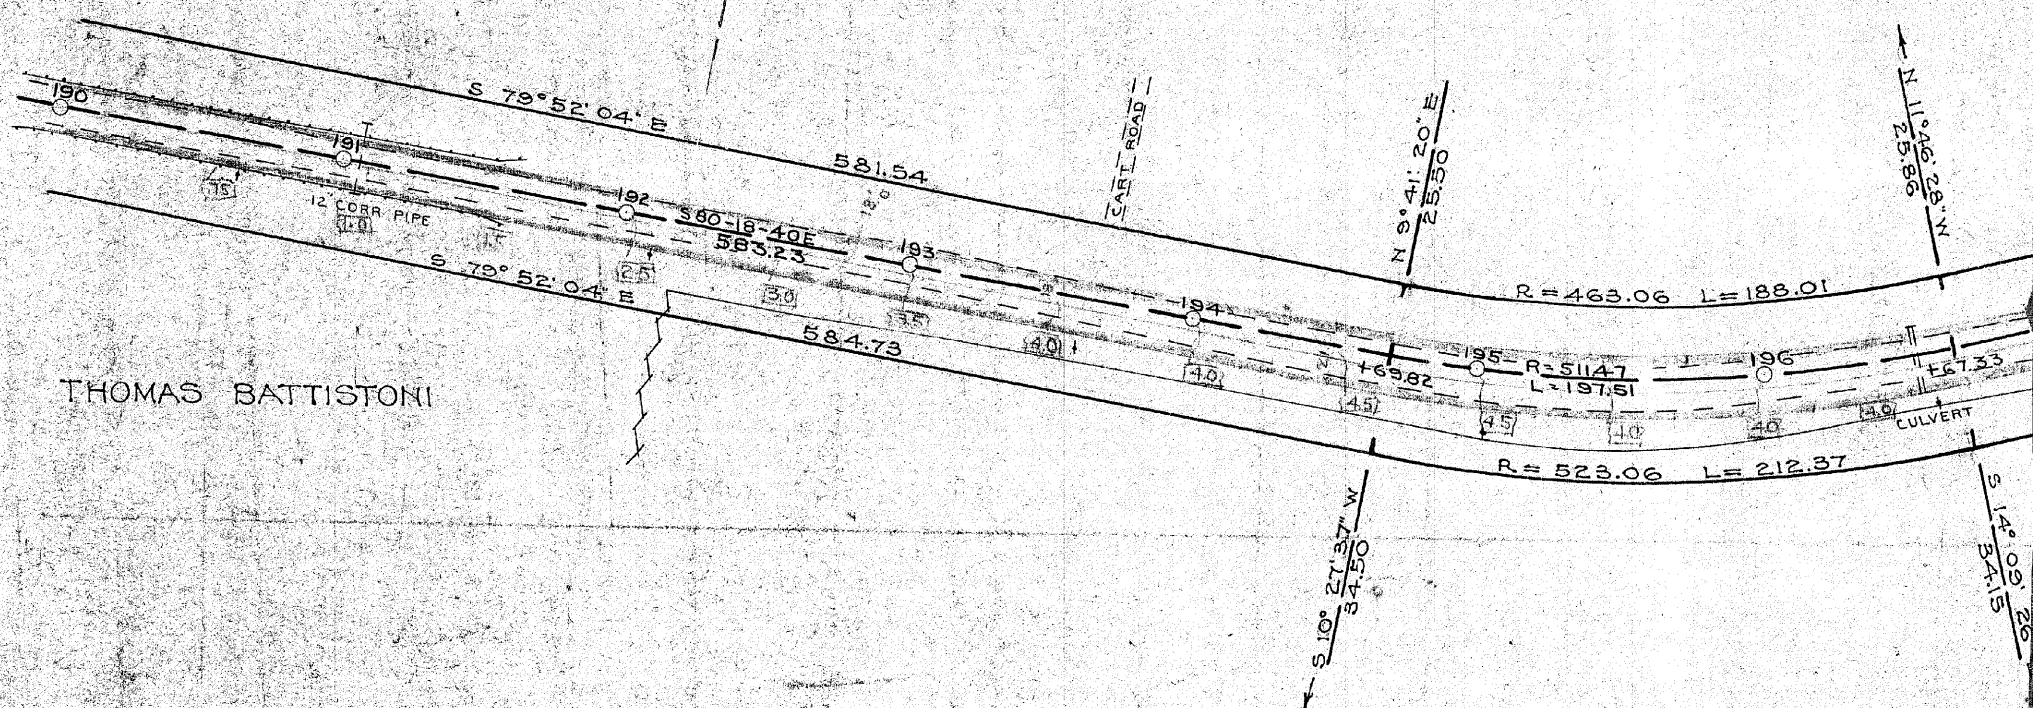 190
S 79° 52' 04" E
191
.75
12 CORR PIPE
1.0
192
581.54
18.0
S80-18-40E
583.23
193
CART ROAD
S 79° 52' 04" E
2.5
3.0
3.5
4.0
584.73
194
4.0
N 9° 41' 20" E
25.50
R = 463.06 L = 188.01
N 11° 46' 28" W
25.86
+69.82
195
R = 511.47
L = 197.51
196
+67.33
4.5
4.5
4.0
4.0
4.0
CULVERT
R = 523.06 L = 212.37
THOMAS BATTISTONI
S 10° 27' 37" W
34.50
S 14° 09' 26
34.15